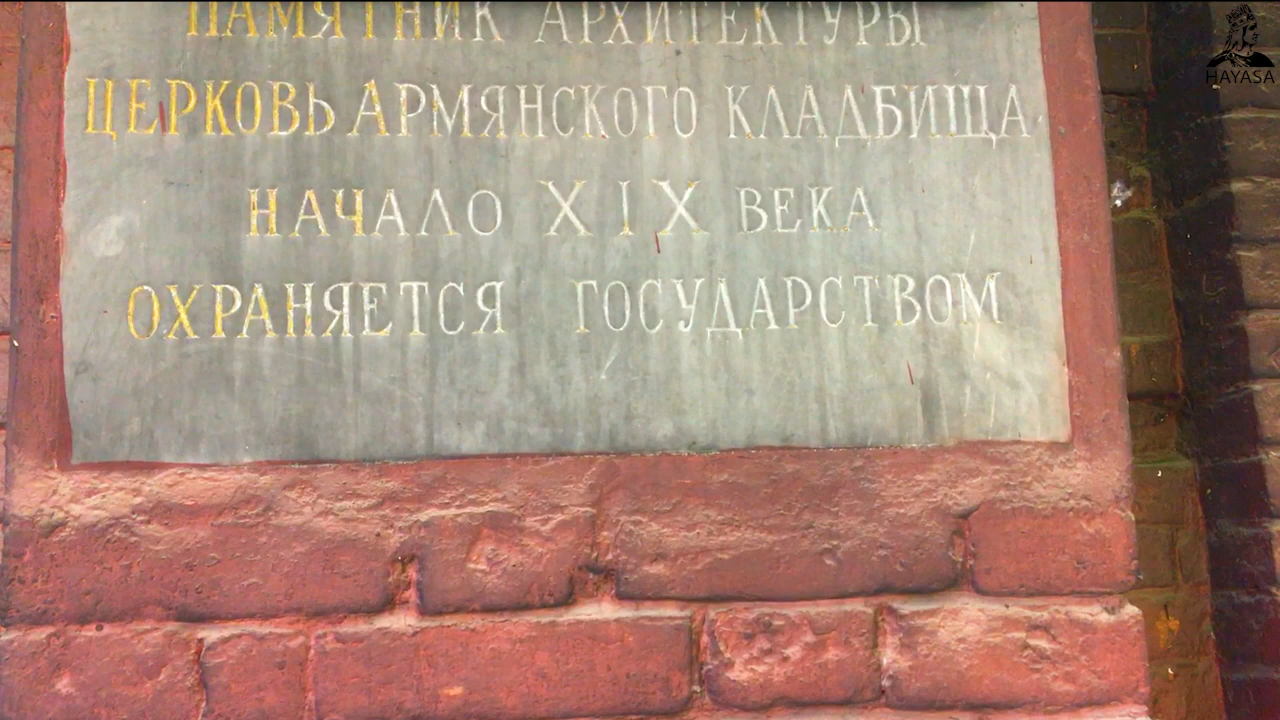 ПАМЯТНИК АРХИТЕКТУРЫ
ЦЕРКОВЬ АРМЯНСКОГО КЛАДБИЩА
НАЧАЛО XIX ВЕКА
ОХРАНЯЕТСЯ ГОСУДАРСТВОМ
HAYASA